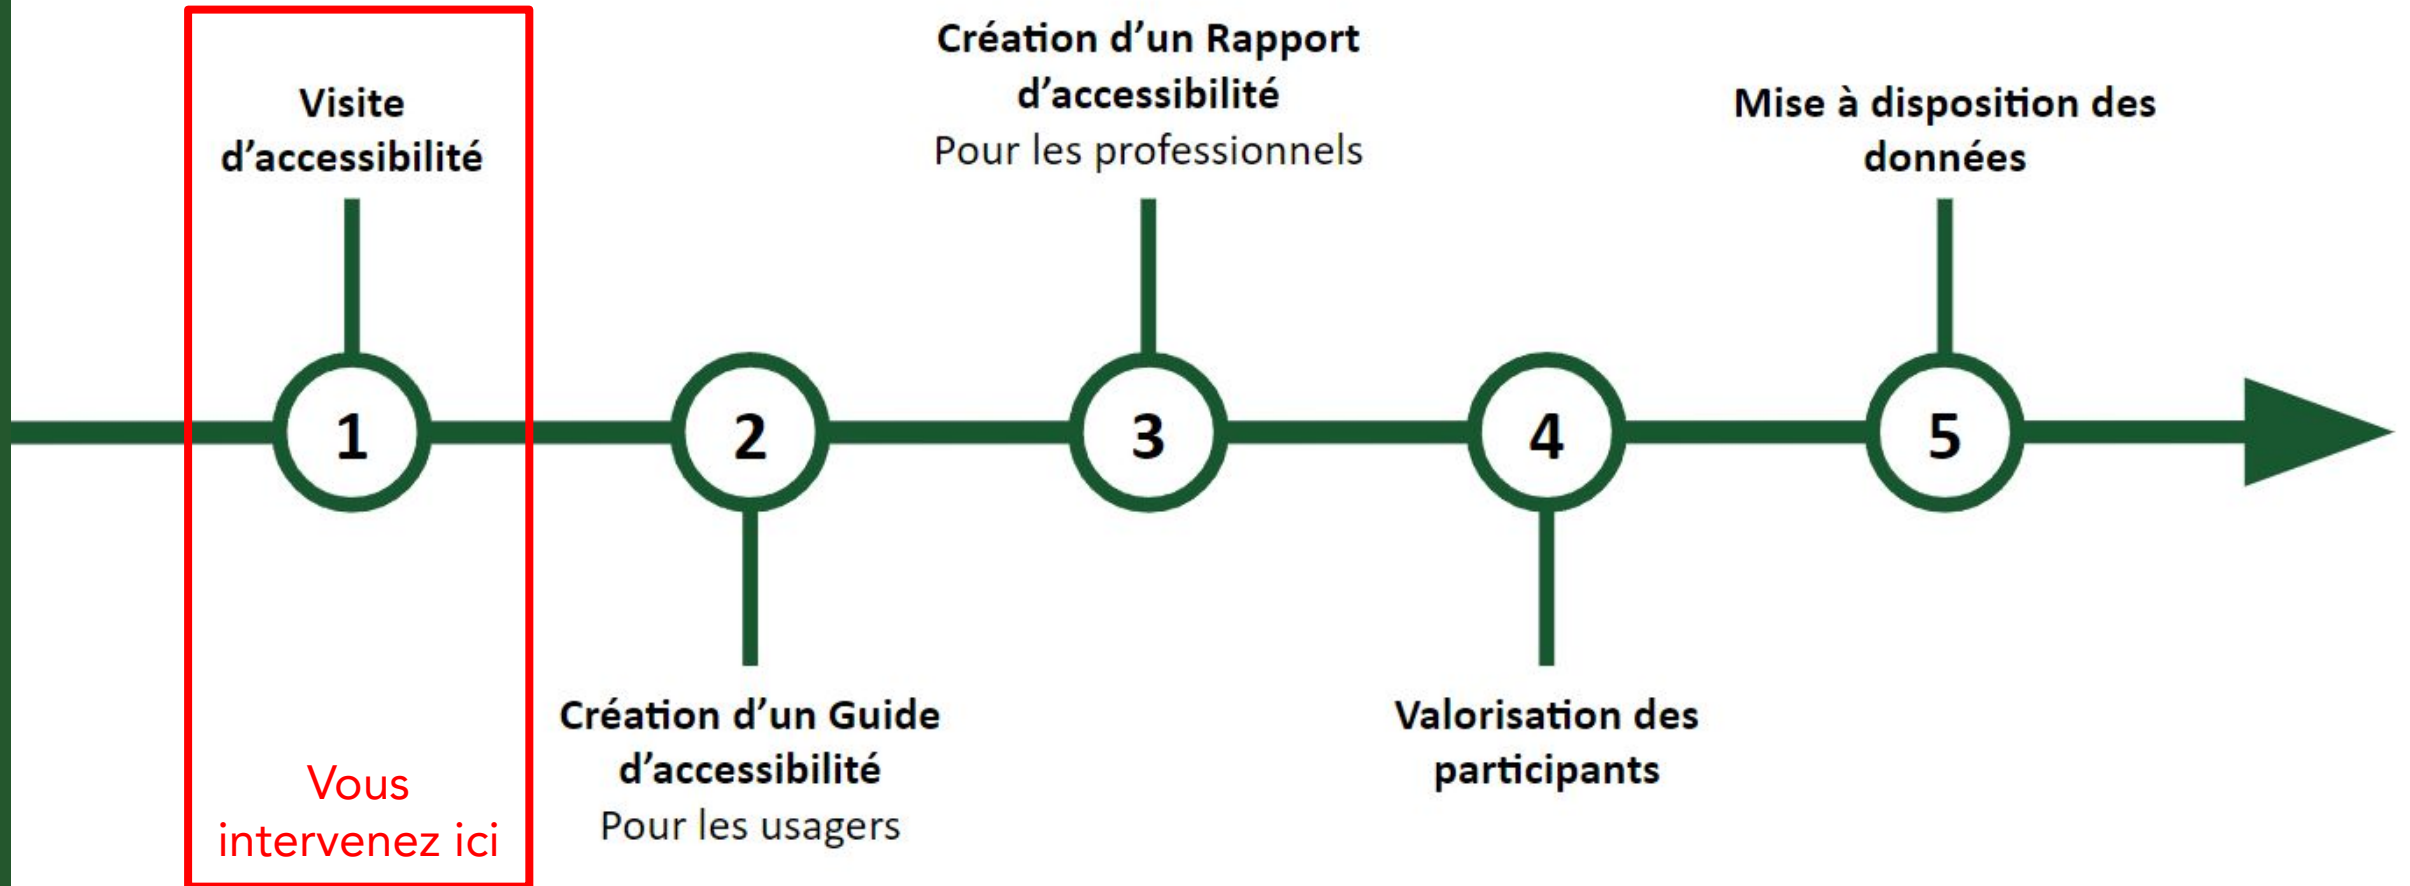 Visite
d’accessibilité
1
Vous
intervenez ici
2
Création d’un Guide
d’accessibilité
Pour les usagers
Création d’un Rapport
d’accessibilité
Pour les professionnels
3
4
Valorisation des
participants
Mise à disposition des
données
5